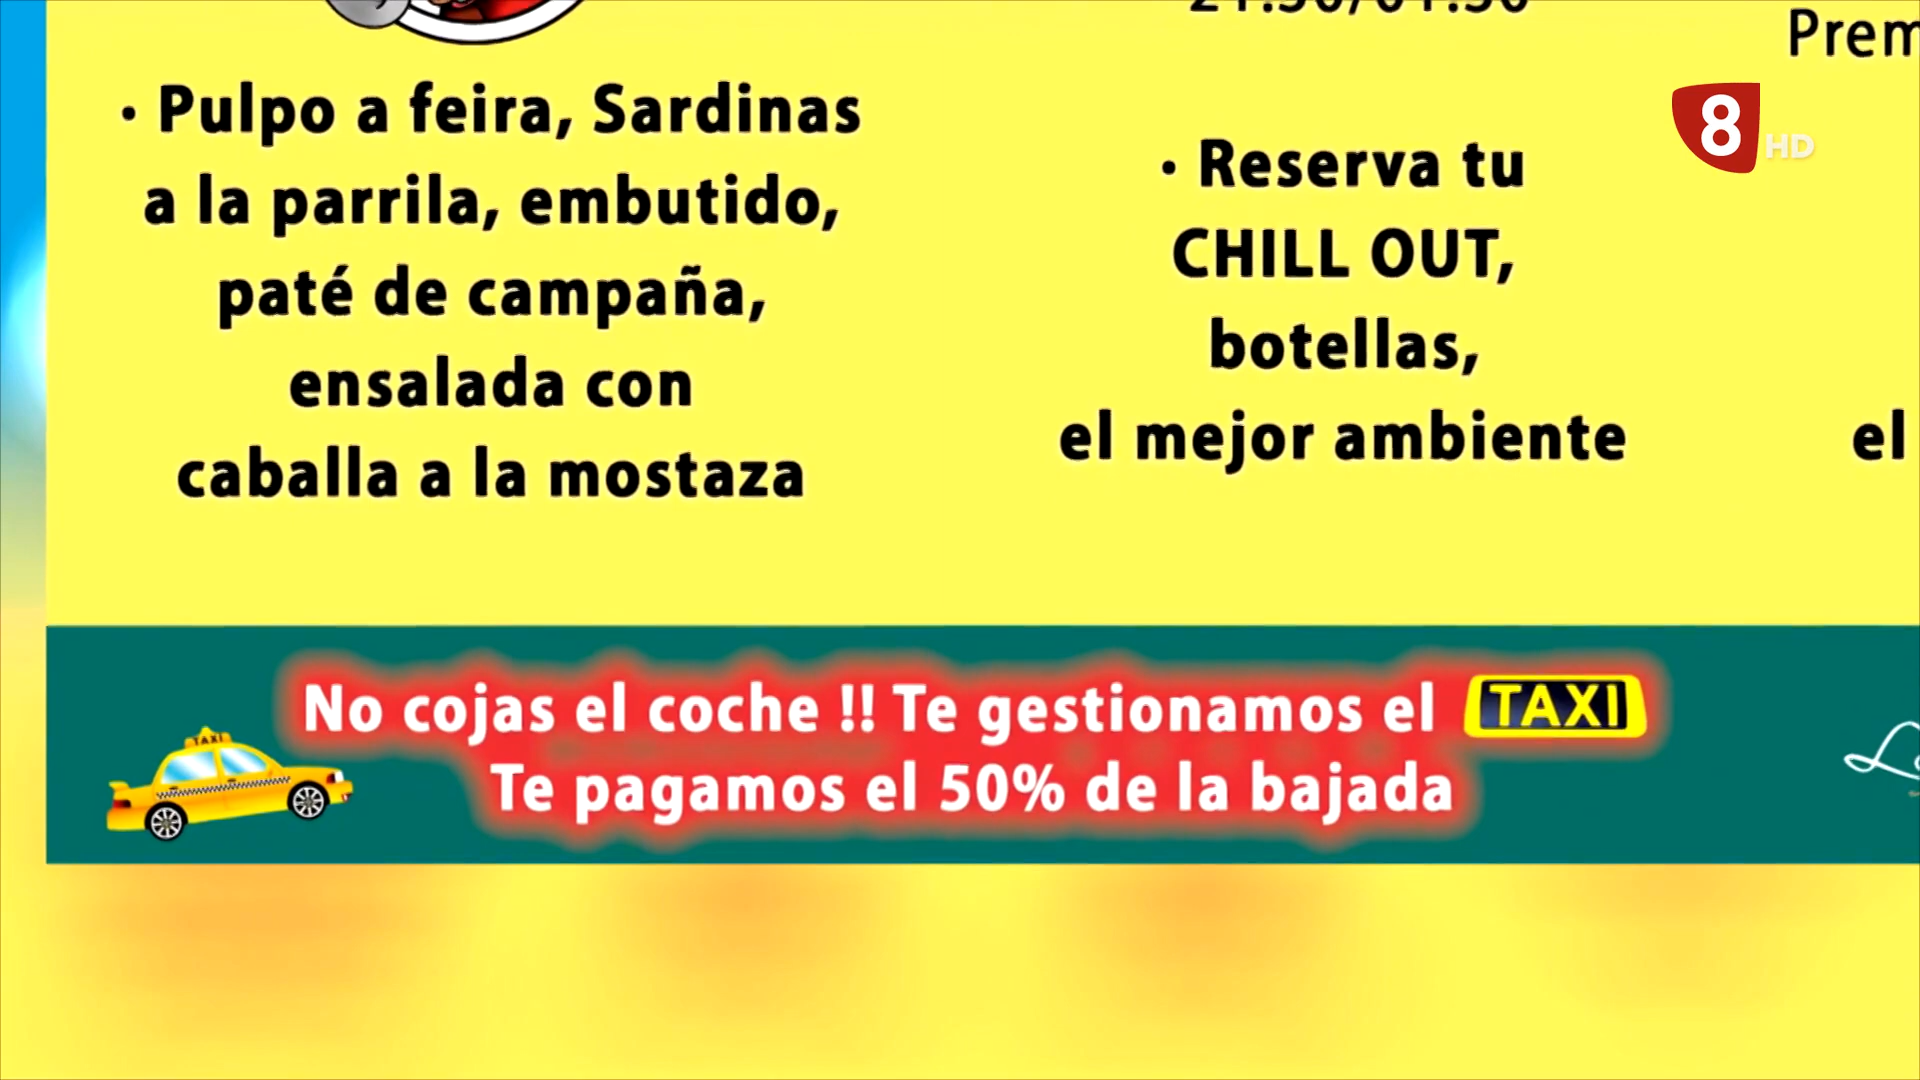 • Pulpo a feira, Sardinas
a la parrila, embutido,
paté de campaña,
ensalada con
caballa a la mostaza
• Reserva tu
CHILL OUT,
botellas,
el mejor ambiente
el
8 HD
No cojas el coche !! Te gestionamos el TAXI
Te pagamos el 50% de la bajada
TAXI